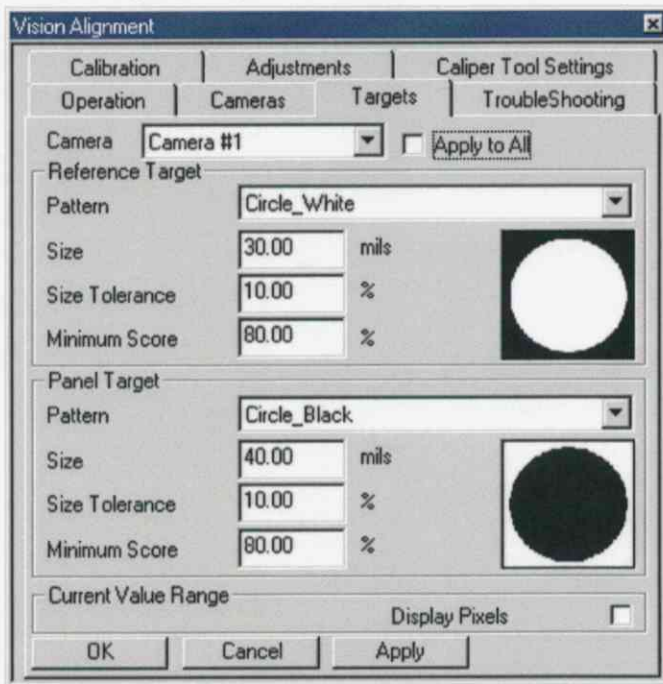 Vision Alignment
Calibration Adjustments Caliper Tool Settings
Operation Cameras Targets TroubleShooting
Camera Camera #1 Apply to All
Reference Target
Pattern Circle_White
Size 30.00 mils
Size Tolerance 10.00 %
Minimum Score 80.00 %
Panel Target
Pattern Circle_Black
Size 40.00 mils
Size Tolerance 10.00 %
Minimum Score 80.00 %
Current Value Range
Display Pixels
OK Cancel Apply